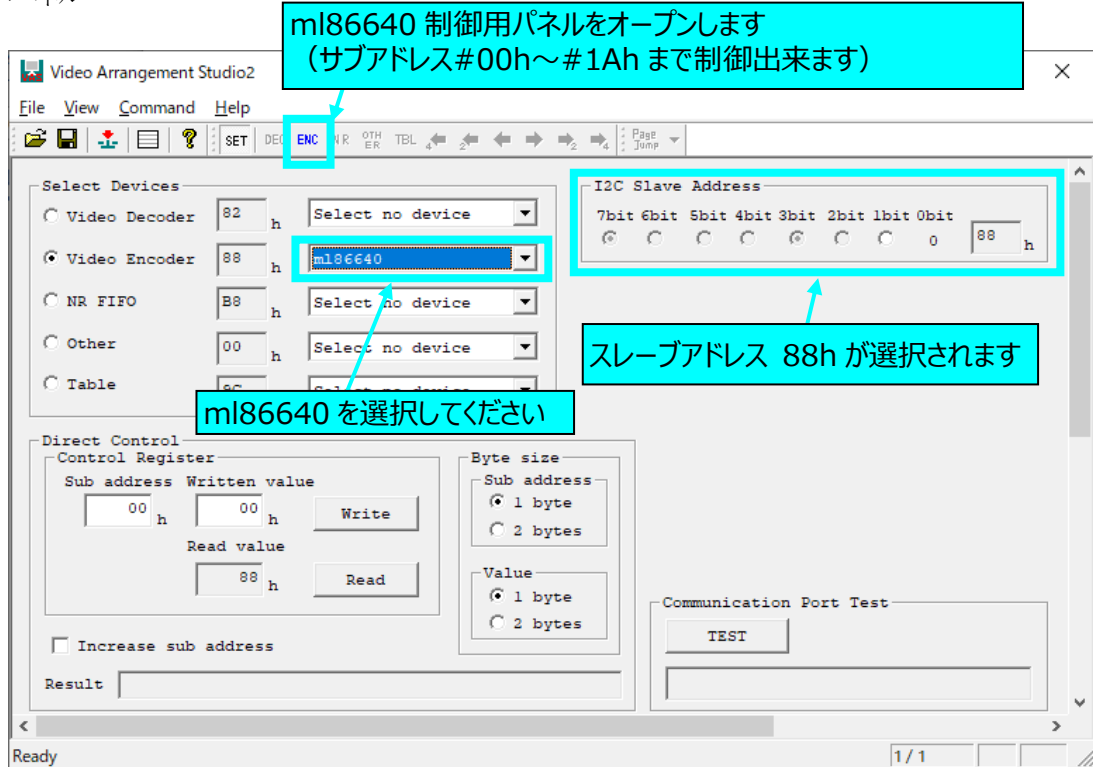 ml86640 制御用パネルをオープンします
（サブアドレス#00h～#1Ah まで制御出来ます）
Video Arrangement Studio2
File View Command Help
SET DEC ENC NR OTHER TBL 4 2 2 4 Page Jump
Select Devices
Video Decoder 82 h Select no device
Video Encoder 88 h ml86640
NR FIFO B8 h Select no device
Other 00 h Select no device
Table
I2C Slave Address
7bit 6bit 5bit 4bit 3bit 2bit 1bit 0bit
0 88 h
スレーブアドレス 88h が選択されます
ml86640 を選択してください
Direct Control
Control Register
Sub address Written value
00 h 00 h Write
Read value
88 h Read
Increase sub address
Result
Byte size
Sub address
1 byte
2 bytes
Value
1 byte
2 bytes
Communication Port Test
TEST
Ready
1/1